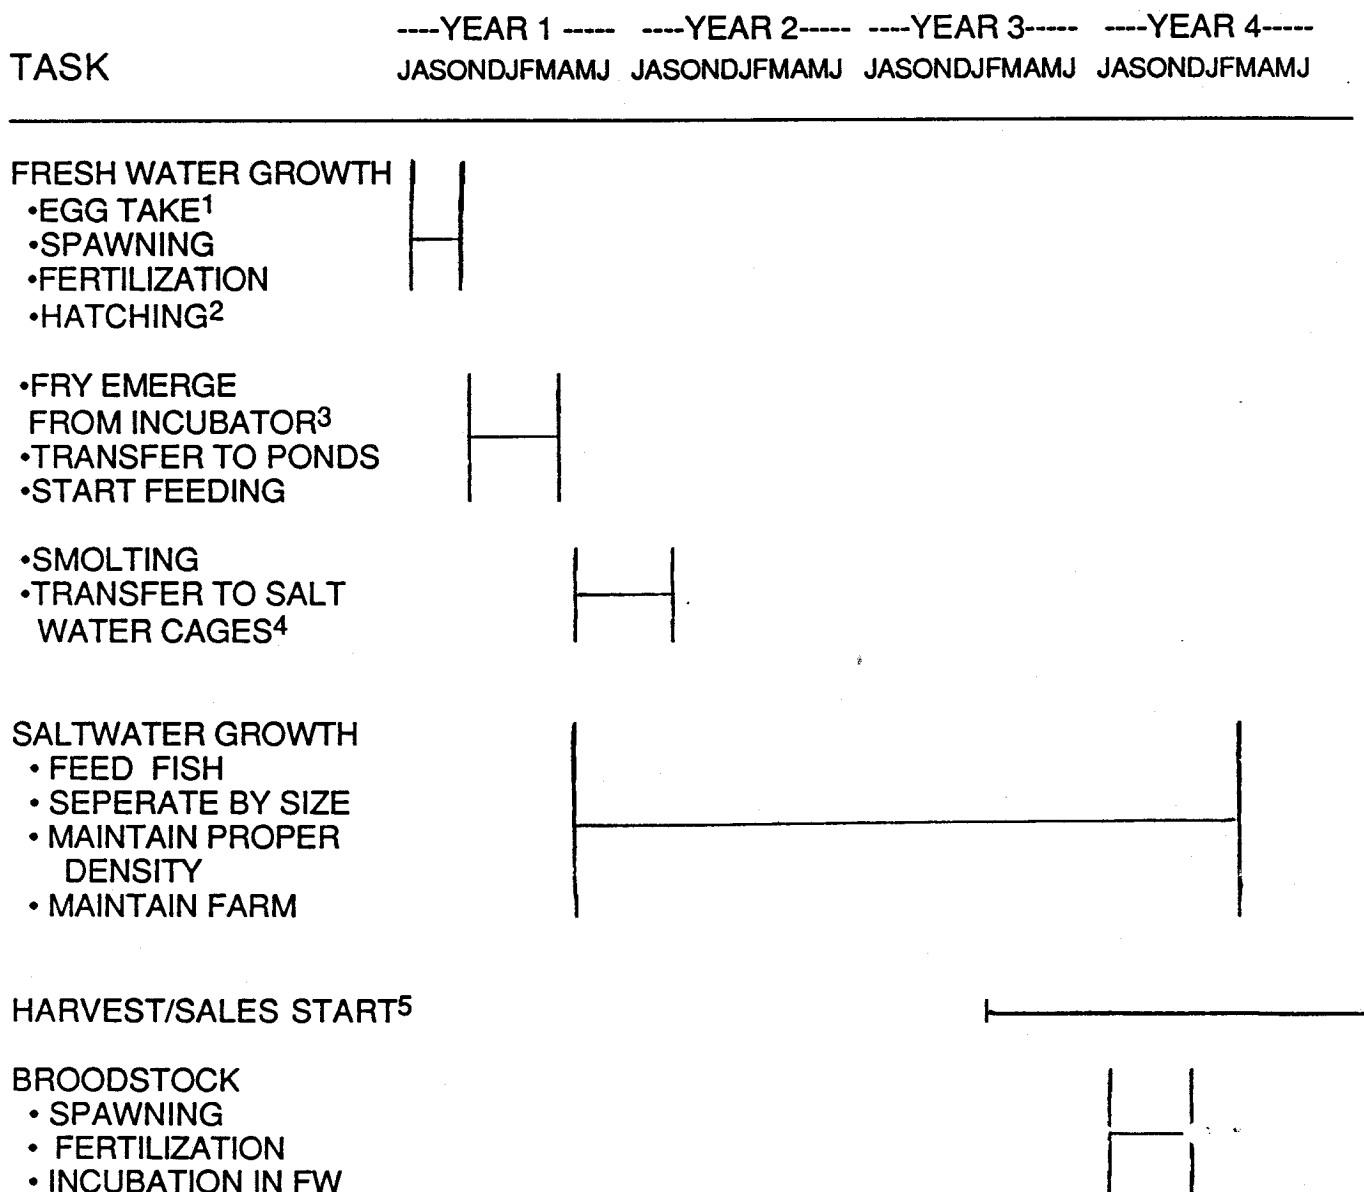 ----YEAR 1 ----- ----YEAR 2----- ----YEAR 3----- ----YEAR 4-----
TASK JASONDJFMAMJ JASONDJFMAMJ JASONDJFMAMJ JASONDJFMAMJ
FRESH WATER GROWTH
•EGG TAKE1
•SPAWNING
•FERTILIZATION
•HATCHING2
•FRY EMERGE
FROM INCUBATOR3
•TRANSFER TO PONDS
•START FEEDING
•SMOLTING
•TRANSFER TO SALT
WATER CAGES4
SALTWATER GROWTH
• FEED FISH
• SEPERATE BY SIZE
• MAINTAIN PROPER
DENSITY
• MAINTAIN FARM
HARVEST/SALES START5
BROODSTOCK
• SPAWNING
• FERTILIZATION
• INCUBATION IN FW